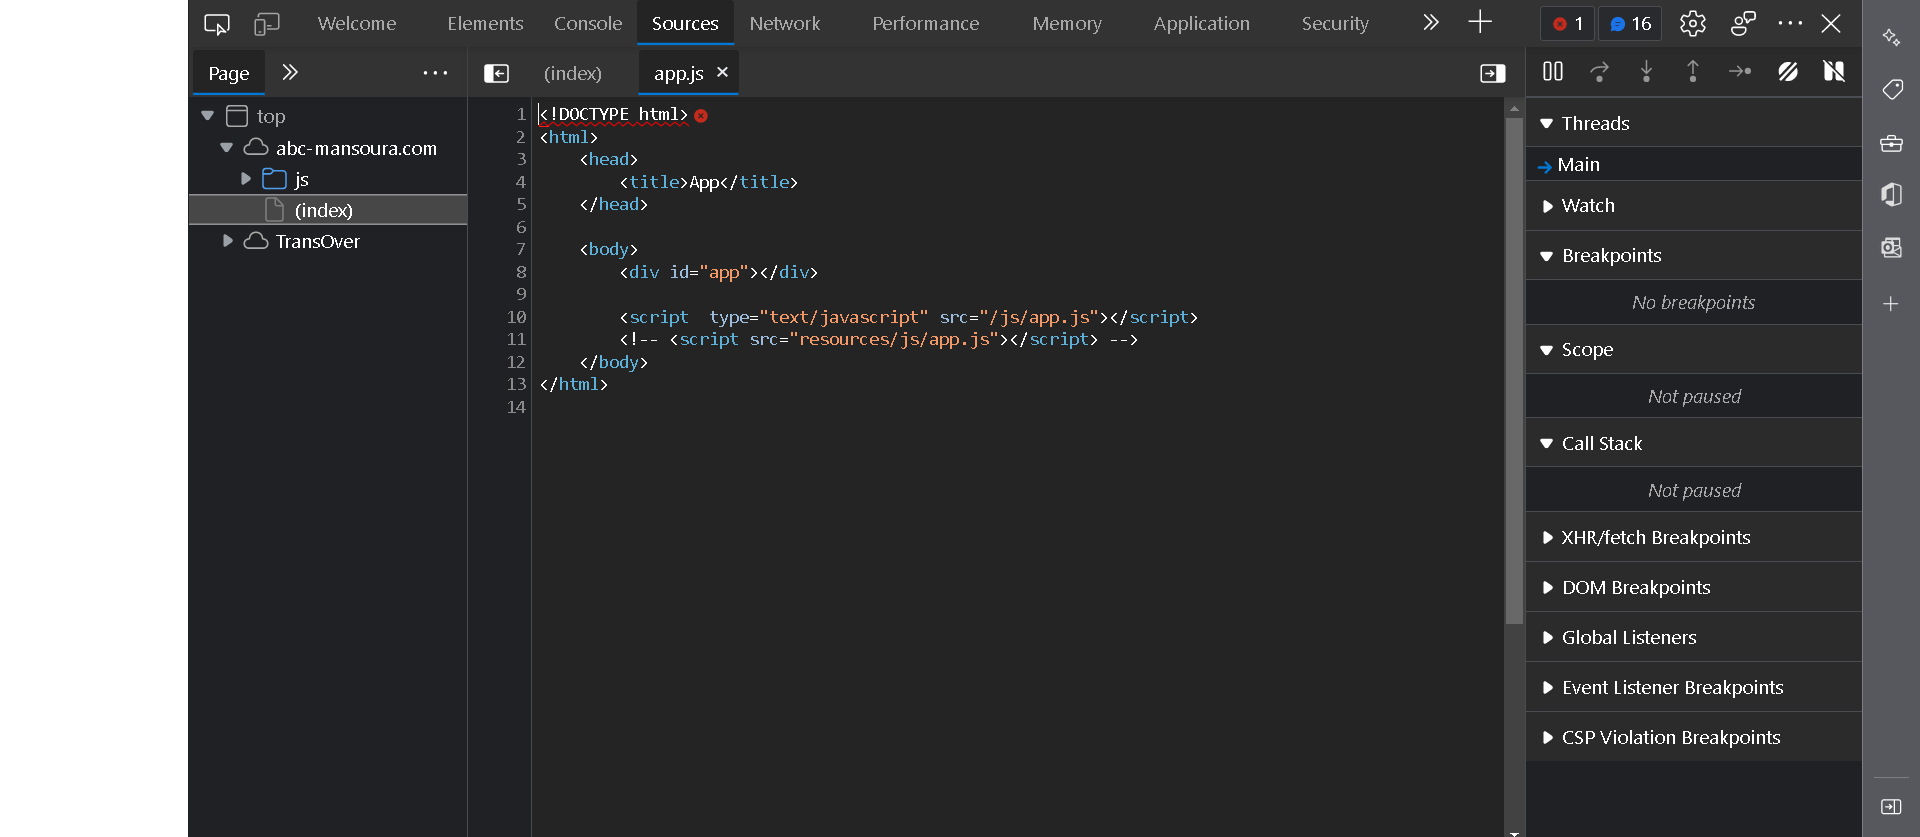 Welcome Elements Console Sources Network Performance Memory Application Security 1 16
Page (index) app.js
top
abc-mansoura.com
js
(index)
TransOver
1 <!DOCTYPE html>
2 <html>
3 <head>
4 <title>App</title>
5 </head>
6
7 <body>
8 <div id="app"></div>
9
10 <script  type="text/javascript" src="/js/app.js"></script>
11 <!-- <script src="resources/js/app.js"></script> -->
12 </body>
13 </html>
14
Threads
Main
Watch
Breakpoints
No breakpoints
Scope
Not paused
Call Stack
Not paused
XHR/fetch Breakpoints
DOM Breakpoints
Global Listeners
Event Listener Breakpoints
CSP Violation Breakpoints